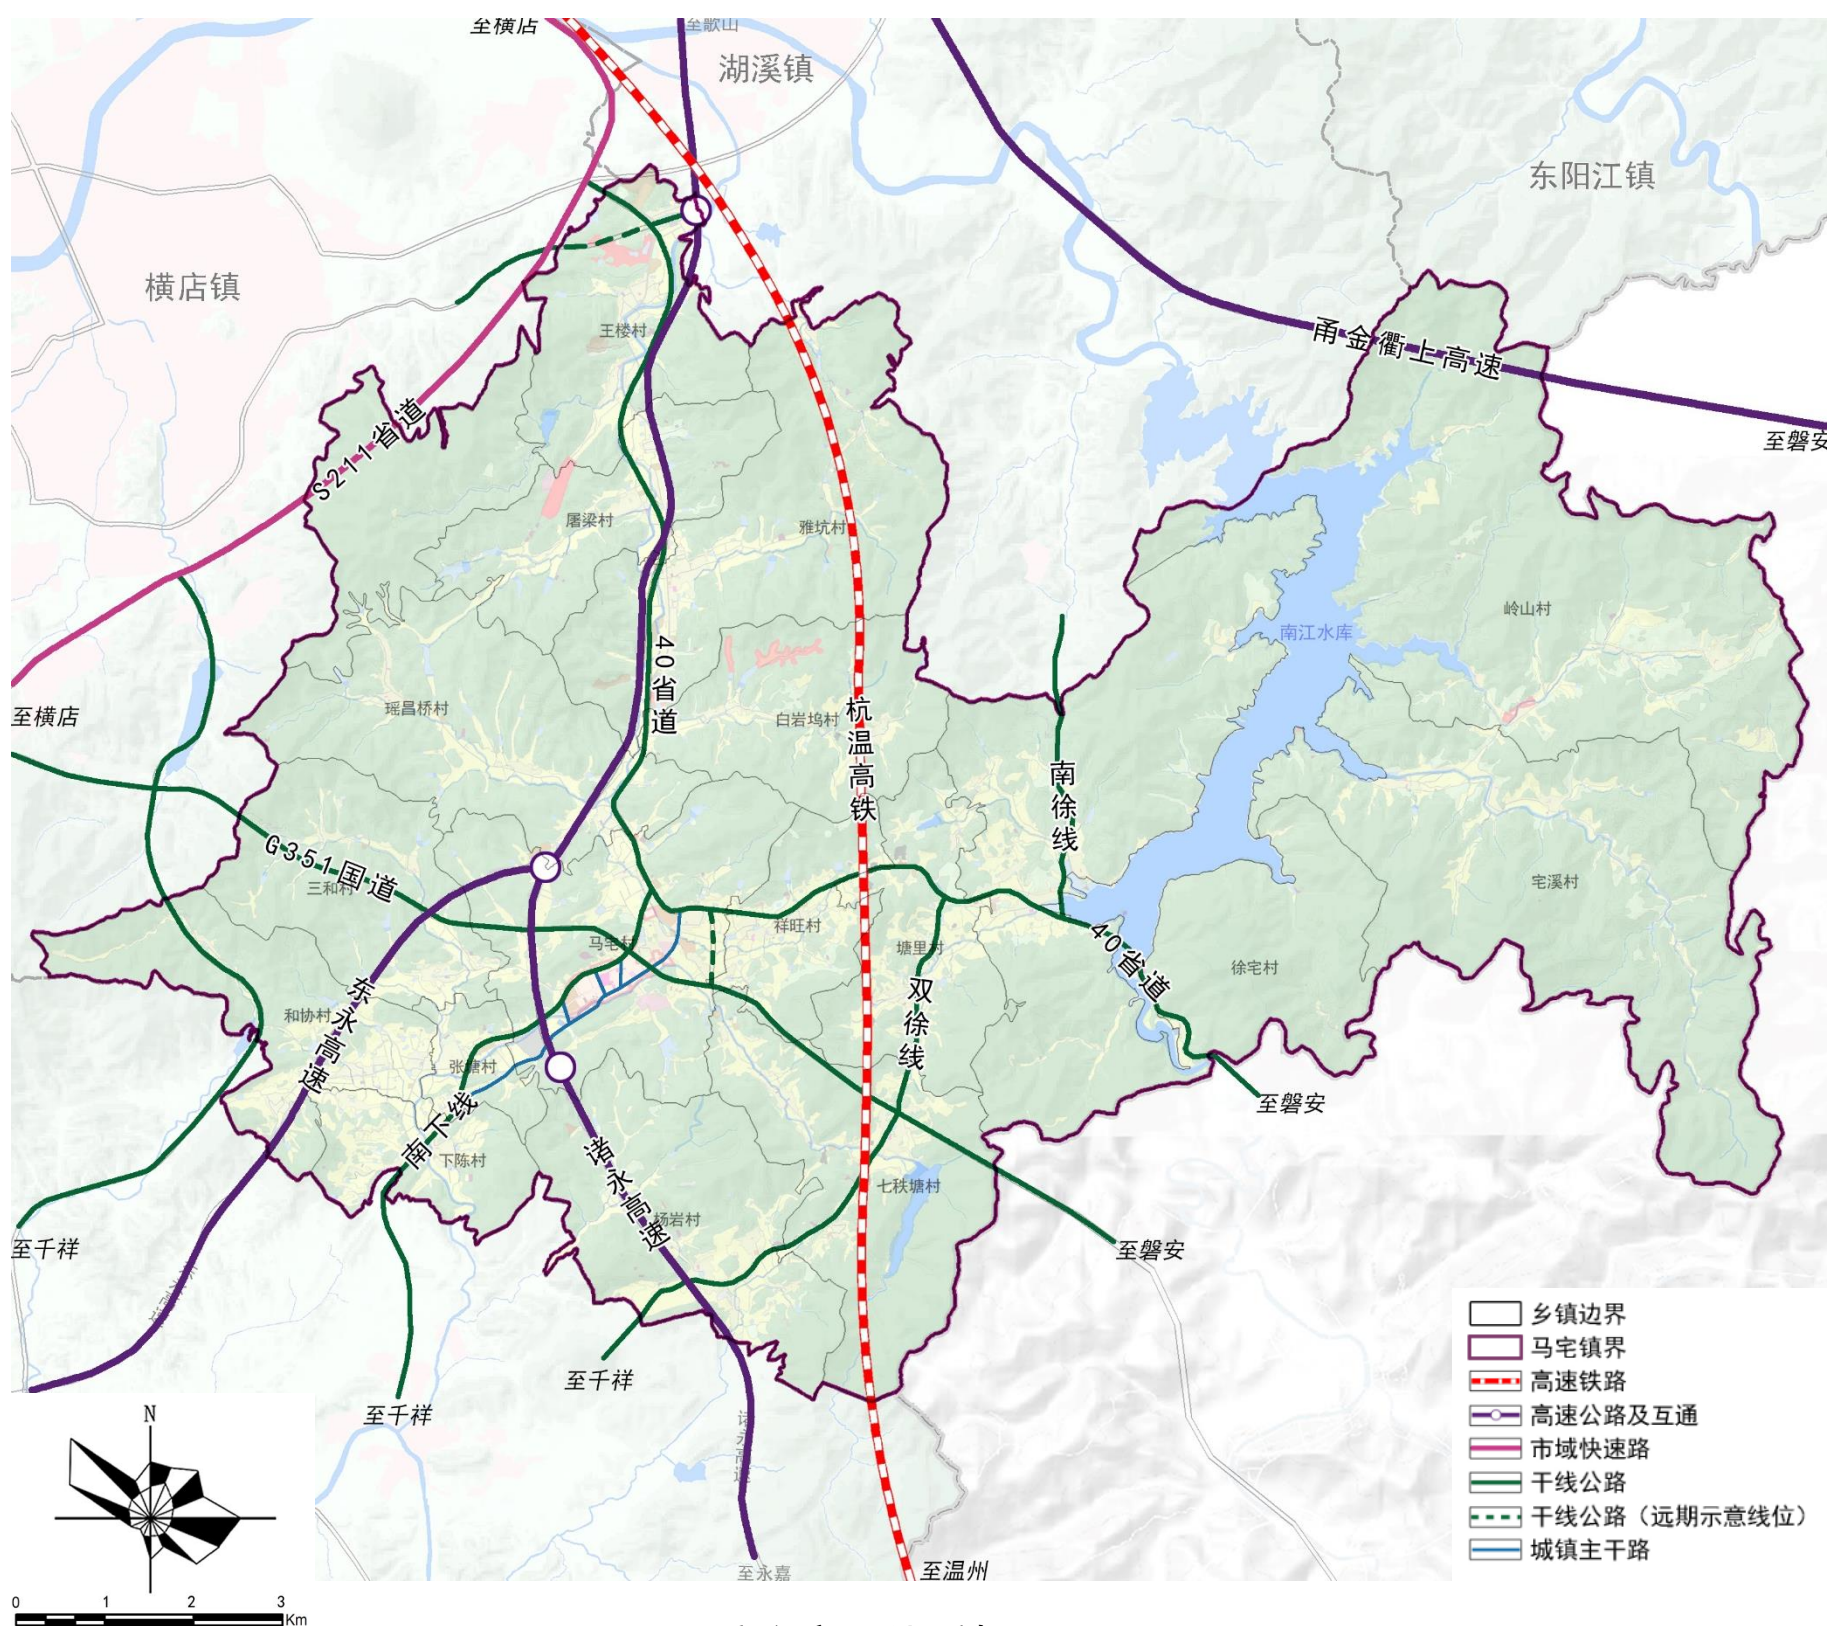 至横店
至歌山
湖溪镇
东阳江镇
横店镇
王楼村
甬金衢上高速
至磐安
S211省道
屠梁村
雅坑村
岭山村
南江水库
40省道
瑶昌桥村
白岩坞村
杭温高铁
至横店
南徐线
G351国道
三和村
宅溪村
马宅村
祥旺村
塘里村
40省道
徐宅村
东永高速
和协村
双徐线
张塘村
南下线
至磐安
诸永高速
下陈村
七秩塘村
杨岩村
至千祥
至磐安
至千祥
至千祥
诸永高速
至永嘉
至温州
乡镇边界
马宅镇界
高速铁路
高速公路及互通
市域快速路
干线公路
干线公路（远期示意线位）
城镇主干路
N
0 1 2 3
Km